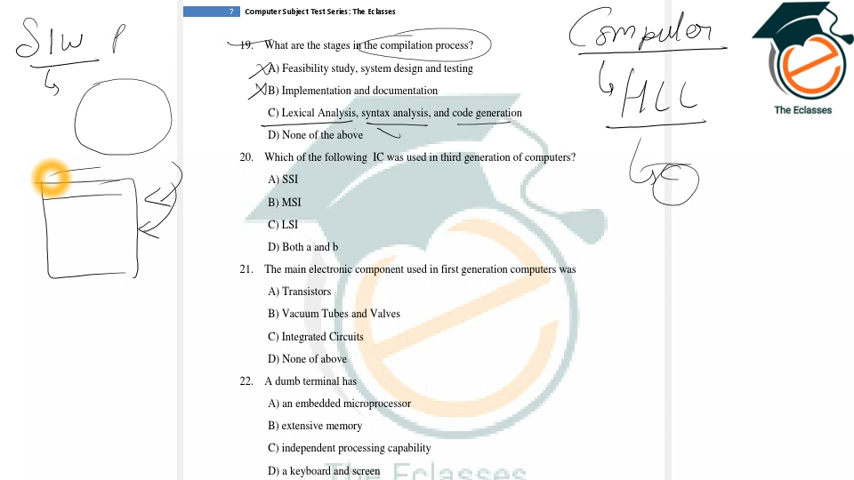 7 Computer Subject Test Series: The Eclasses
S/W P
Computer
HLL
The Eclasses
19. What are the stages in the compilation process?
A) Feasibility study, system design and testing
B) Implementation and documentation
C) Lexical Analysis, syntax analysis, and code generation
D) None of the above
20. Which of the following IC was used in third generation of computers?
A) SSI
B) MSI
C) LSI
D) Both a and b
21. The main electronic component used in first generation computers was
A) Transistors
B) Vacuum Tubes and Valves
C) Integrated Circuits
D) None of above
22. A dumb terminal has
A) an embedded microprocessor
B) extensive memory
C) independent processing capability
D) a keyboard and screen
The Eclasses